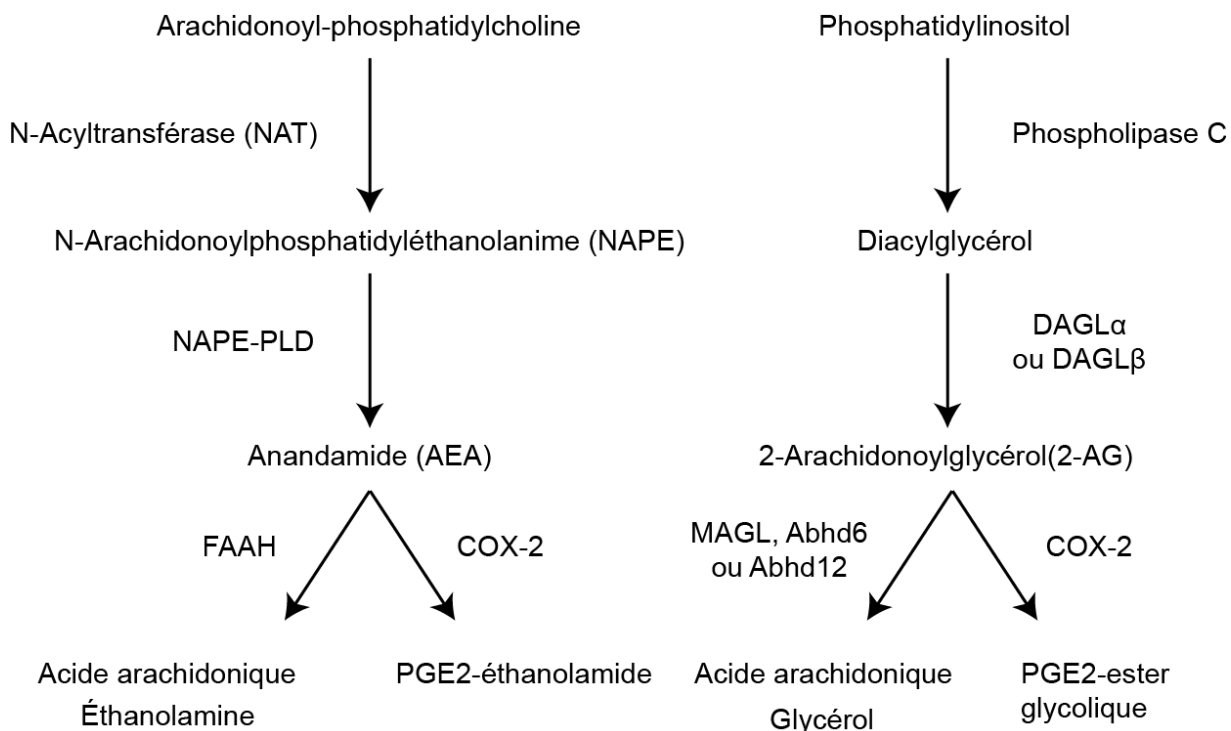 Arachidonoyl-phosphatidylcholine
Phosphatidylinositol
N-Acyltransférase (NAT)
Phospholipase C
N-Arachidonoylphosphatidyléthanolanime (NAPE)
Diacylglycérol
NAPE-PLD
DAGLα
ou DAGLβ
Anandamide (AEA)
2-Arachidonoylglycérol(2-AG)
FAAH
COX-2
MAGL, Abhd6
ou Abhd12
COX-2
Acide arachidonique
Éthanolamine
PGE2-éthanolamide
Acide arachidonique
Glycérol
PGE2-ester
glycolique